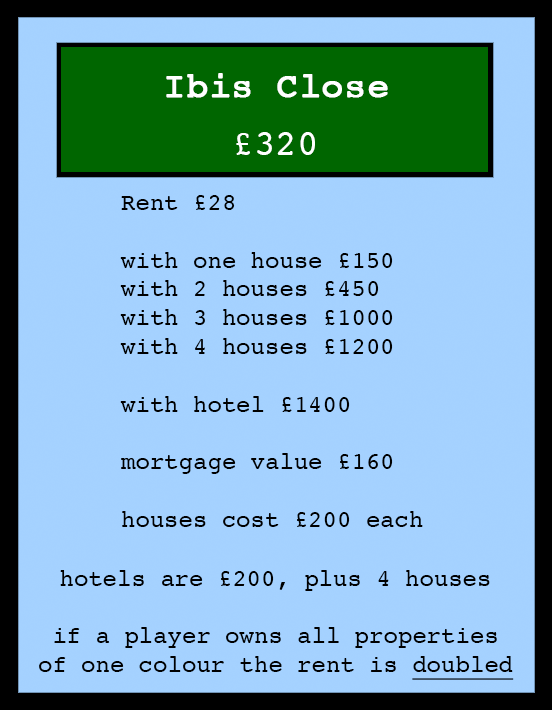 Ibis Close
£320
Rent £28
with one house £150
with 2 houses £450
with 3 houses £1000
with 4 houses £1200
with hotel £1400
mortgage value £160
houses cost £200 each
hotels are £200, plus 4 houses
if a player owns all properties
of one colour the rent is doubled